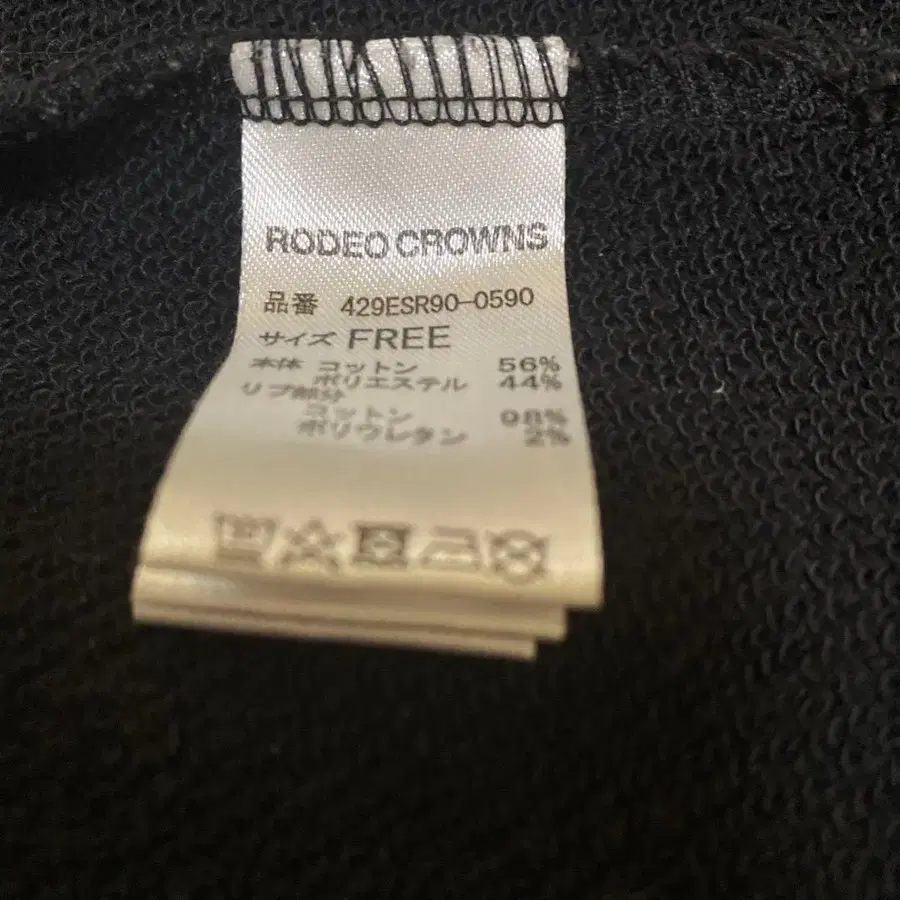 RODEO CROWNS
品番 429ESR90-0590
サイズ FREE
本体 コットン 56%
ポリエステル 44%
リブ部分
コットン 98%
ポリウレタン 2%